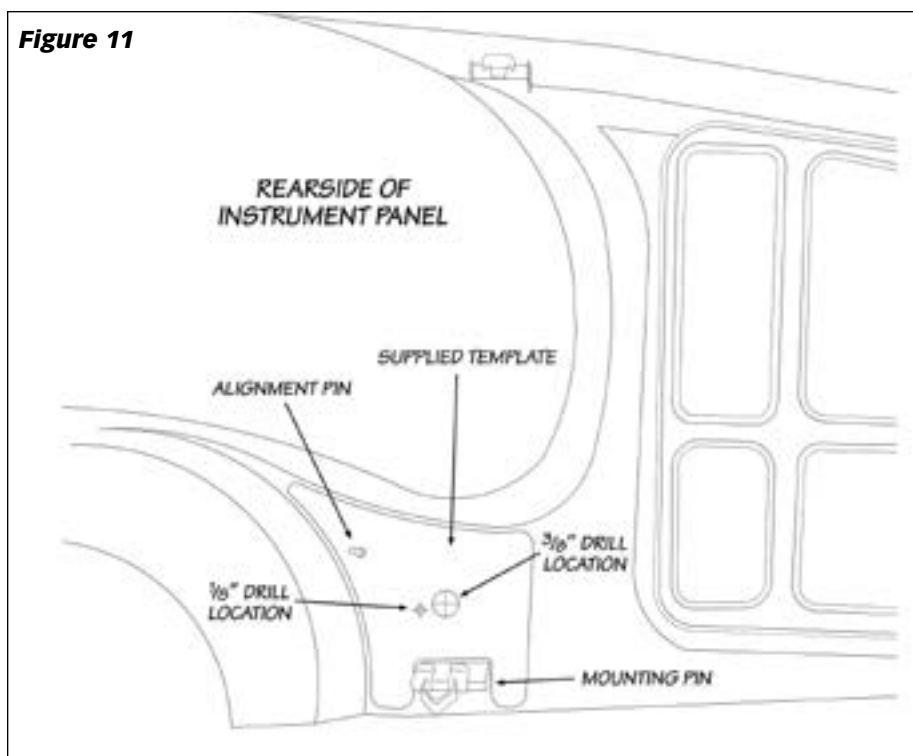 Figure 11
REARSIDE OF
INSTRUMENT PANEL
SUPPLIED TEMPLATE
ALIGNMENT PIN
3/8" DRILL
LOCATION
1/8" DRILL
LOCATION
MOUNTING PIN